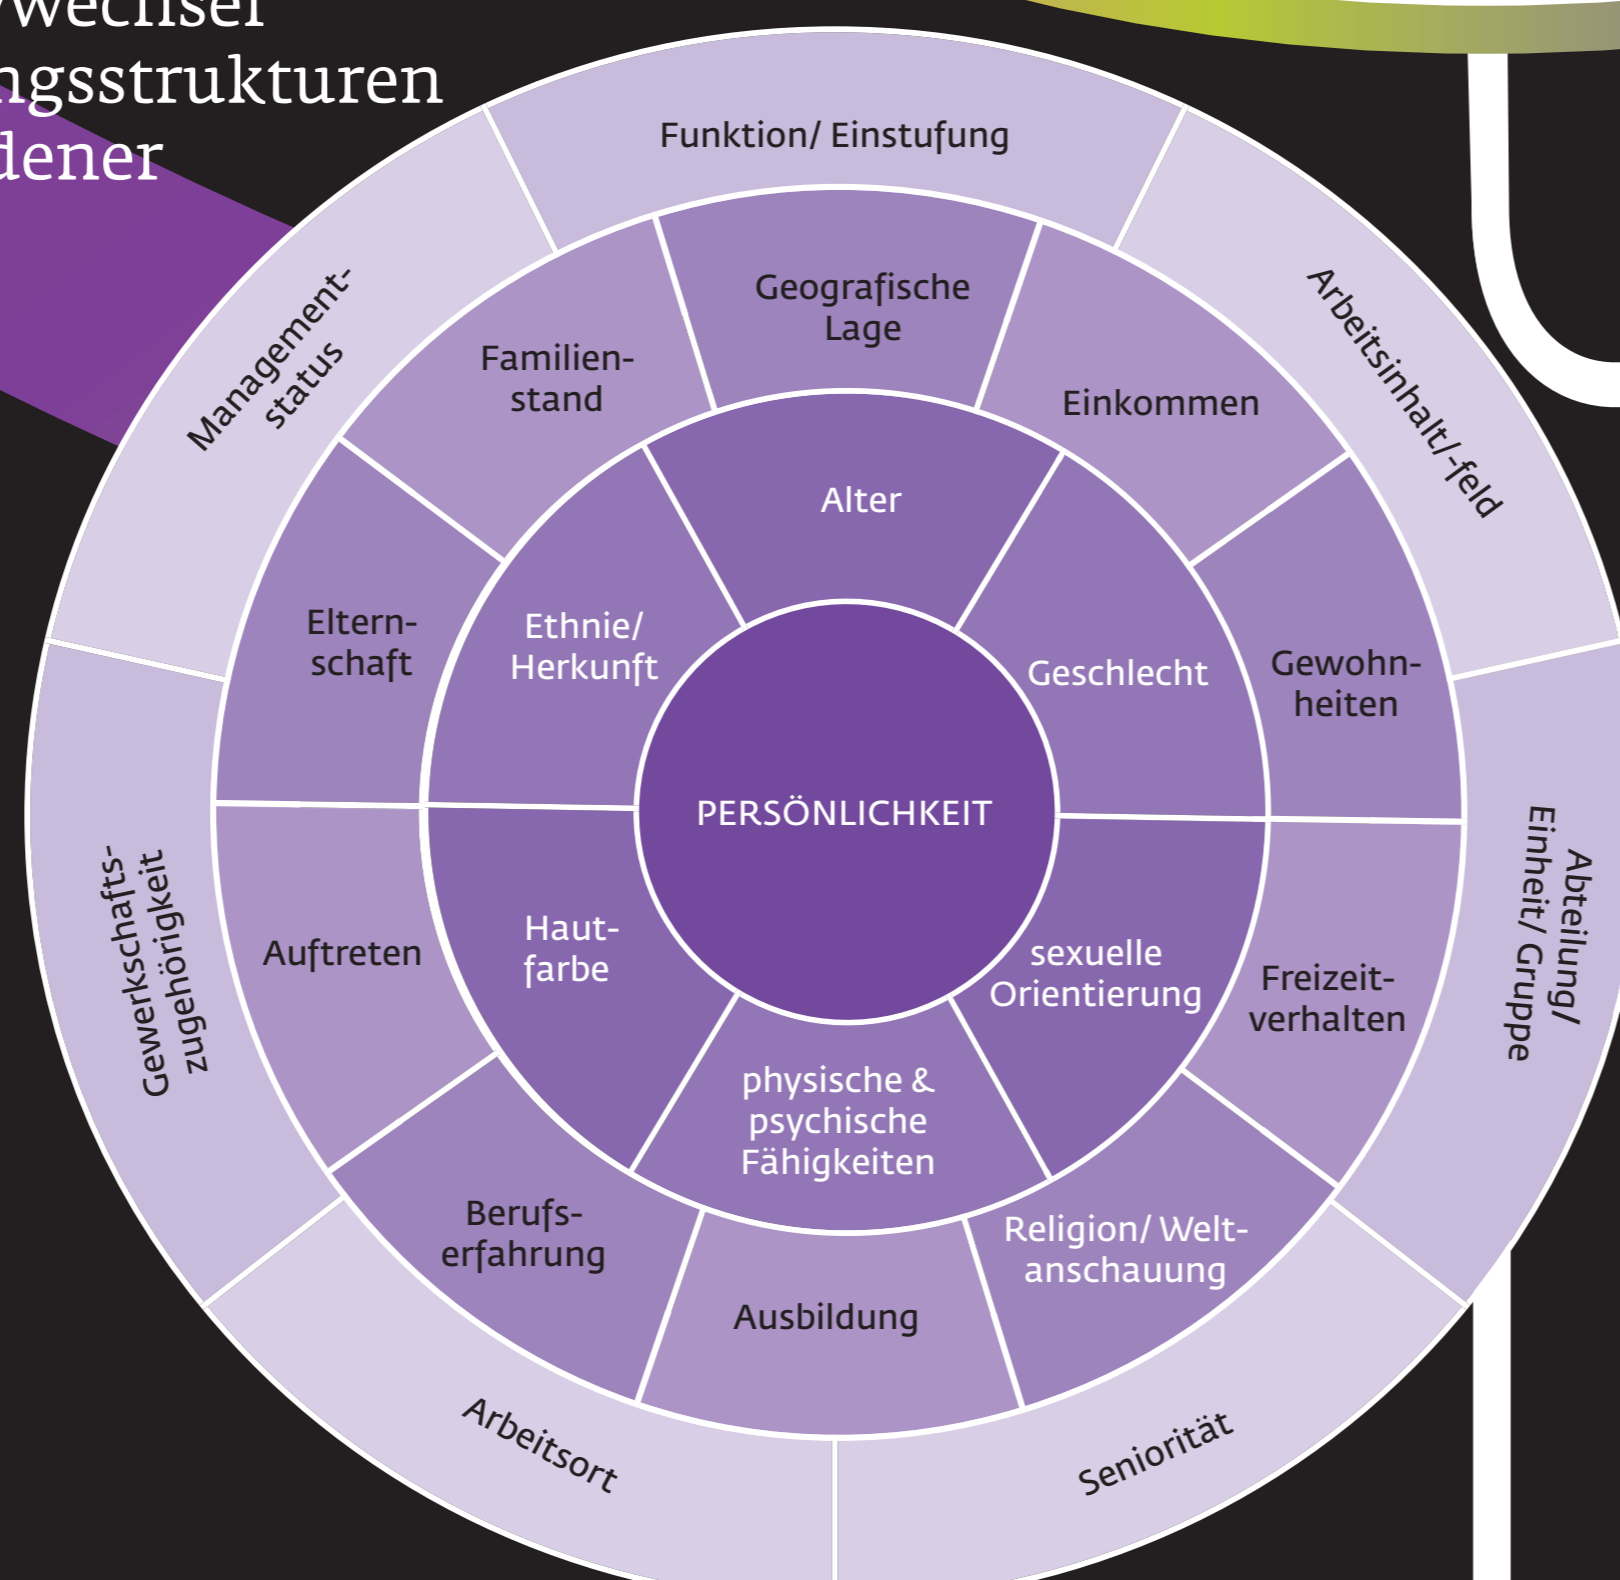 wechsel
ngsstrukturen
dener
Funktion/ Einstufung
Arbeitsinhalt/-feld
Abteilung/
Einheit/ Gruppe
Seniorität
Arbeitsort
Gewerkschafts-
zugehörigkeit
Management-
status
Geografische
Lage
Einkommen
Gewohn-
heiten
Freizeit-
verhalten
Religion/ Welt-
anschauung
Ausbildung
Berufs-
erfahrung
Auftreten
Eltern-
schaft
Familien-
stand
Alter
Geschlecht
sexuelle
Orientierung
physische &
psychische
Fähigkeiten
Haut-
farbe
Ethnie/
Herkunft
PERSÖNLICHKEIT